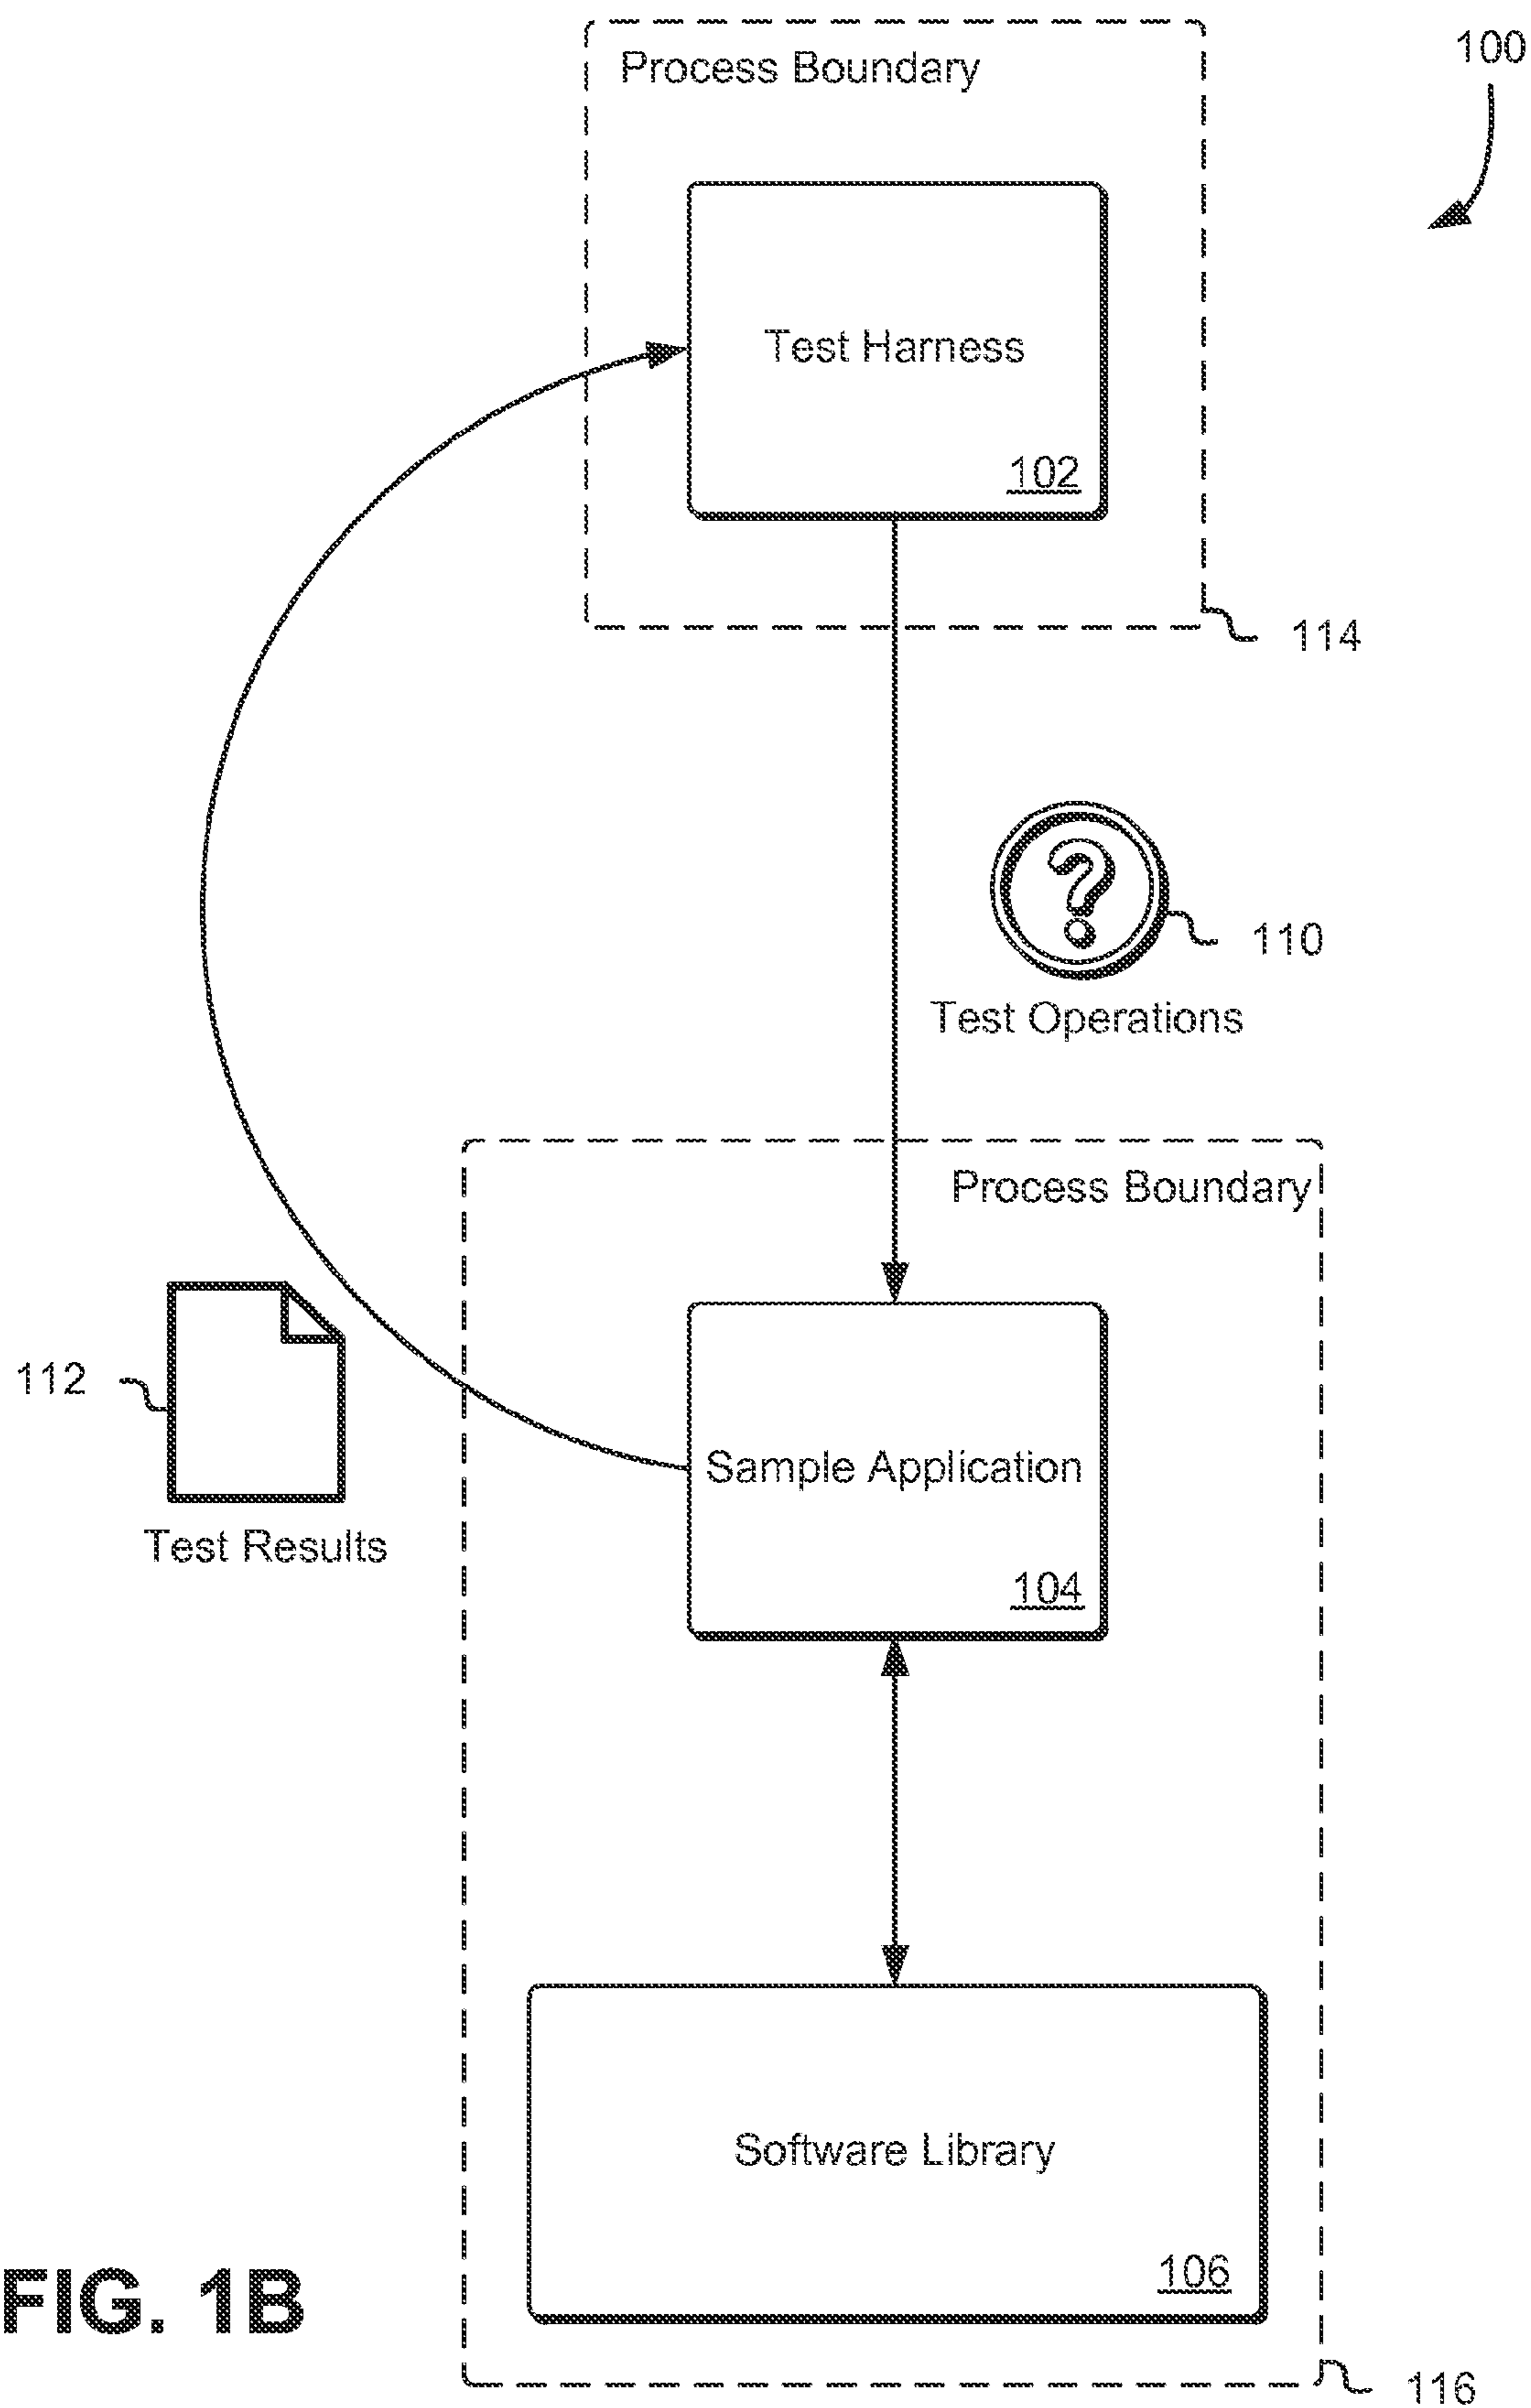 Process Boundary
100
Test Harness
102
114
?
110
Test Operations
Process Boundary
112
Test Results
Sample Application
104
Software Library
106
FIG. 1B
116